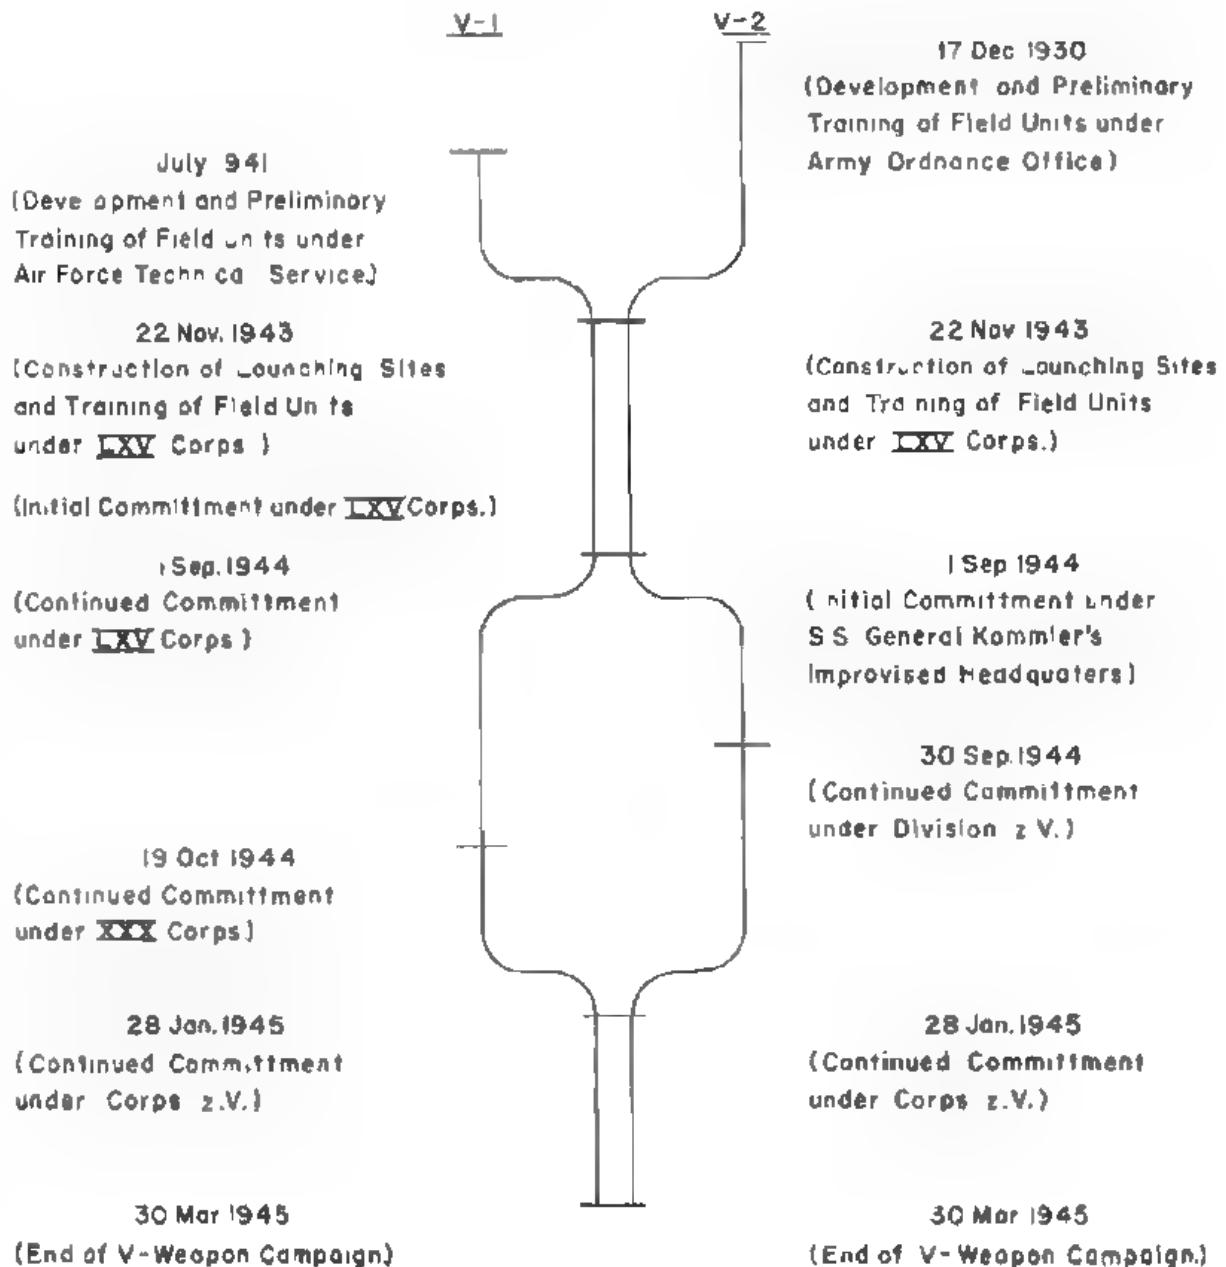 V-1
V-2
17 Dec 1930
(Development and Preliminary
Training of Field Units under
Army Ordnance Office)
July 941
(Deve opment and Preliminary
Training of Field Un ts under
Air Force Techn ca Service.)
22 Nov. 1943
(Construction of Launching Sites
and Training of Field Un ts
under LXV Corps )
(Initial Committment under LXV Corps.)
22 Nov 1943
(Construction of Launching Sites
and Tra ning of Field Units
under LXV Corps.)
1 Sep. 1944
(Continued Committment
under LXV Corps )
1 Sep 1944
( nitial Committment under
S S General Kammler's
Improvised Headquaters)
30 Sep. 1944
(Continued Committment
under Division z V.)
19 Oct 1944
(Continued Committment
under XXX Corps)
28 Jan. 1945
(Continued Committment
under Corps z.V.)
28 Jan. 1945
(Continued Committment
under Corps z.V.)
30 Mar 1945
(End of V-Weapon Campaign)
30 Mar 1945
(End of V-Weapon Campaign.)